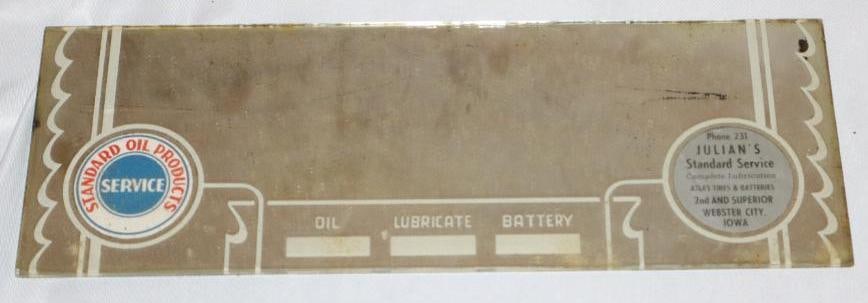 STANDARD OIL PRODUCTS
SERVICE
OIL LUBRICATE BATTERY
Phone 231
JULIAN'S
Standard Service
Complete Lubrication
ATLAS TIRES & BATTERIES
2nd AND SUPERIOR
WEBSTER CITY,
IOWA